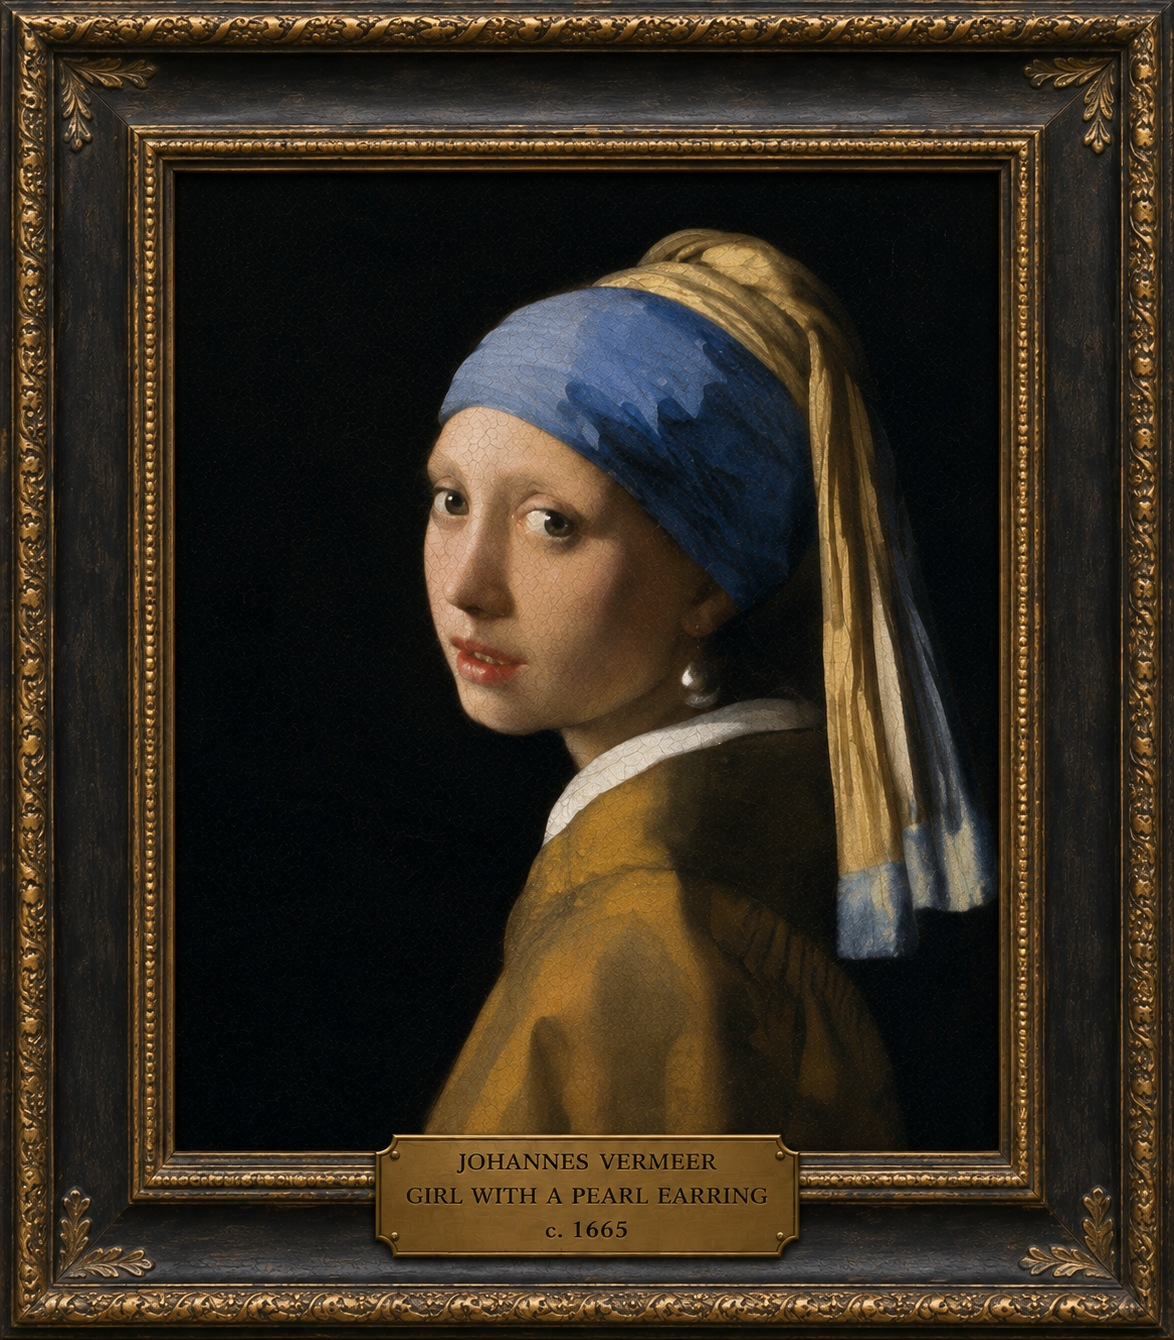 JOHANNES VERMEER
GIRL WITH A PEARL EARRING
c. 1665